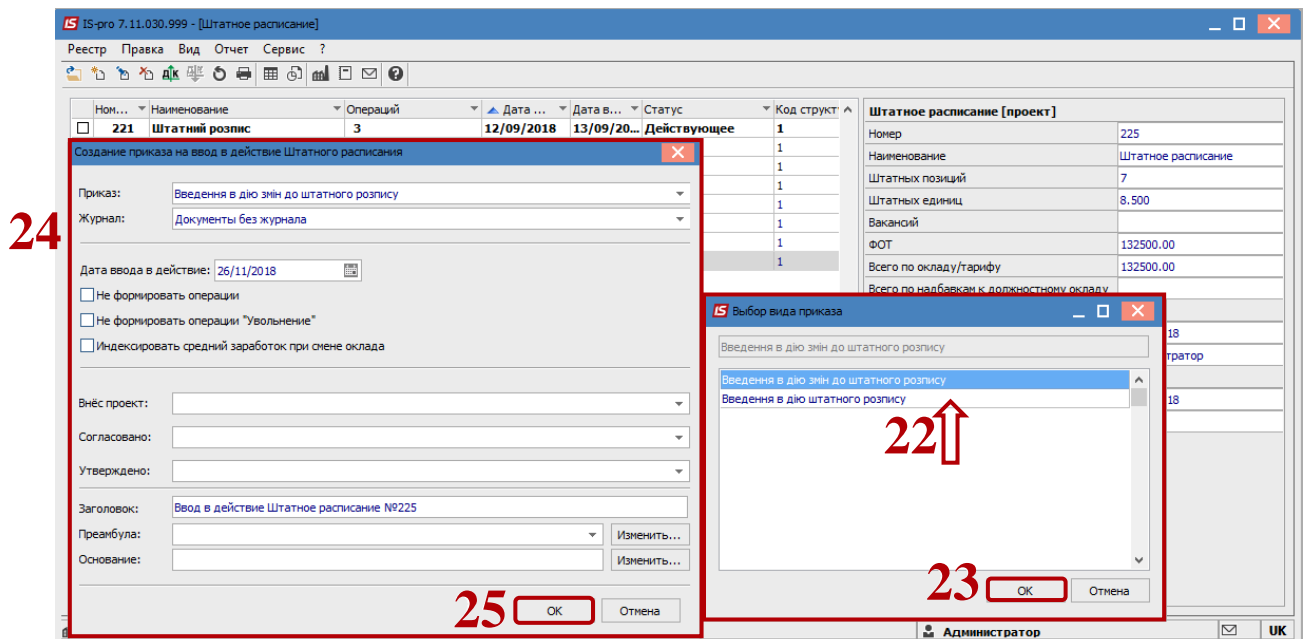 IS-pro 7.11.030.999 - [Штатное расписание]
Реестр Правка Вид Отчет Сервис ?
Ном... Наименование Операций Дата ... Дата в... Статус Код структ
221 Штатний розпис 3 12/09/2018 13/09/20... Действующее 1
1
1
1
1
1
1
1
Штатное расписание [проект]
Номер 225
Наименование Штатное расписание
Штатных позиций 7
Штатных единиц 8.500
Вакансий
ФОТ 132500.00
Всего по окладу/тарифу 132500.00
Всего по надбавкам к должностному окладу
18
тратор
18
24
Создание приказа на ввод в действие Штатного расписания
Приказ: Введення в дію змін до штатного розпису
Журнал: Документы без журнала
Дата ввода в действие: 26/11/2018
Не формировать операции
Не формировать операции "Увольнение"
Индексировать средний заработок при смене оклада
Внёс проект:
Согласовано:
Утверждено:
Заголовок: Ввод в действие Штатное расписание №225
Преамбула: Изменить...
Основание: Изменить...
25 ОК Отмена
Выбор вида приказа
Введення в дію змін до штатного розпису
Введення в дію змін до штатного розпису
Введення в дію штатного розпису
22
23 ОК Отмена
Администратор UK